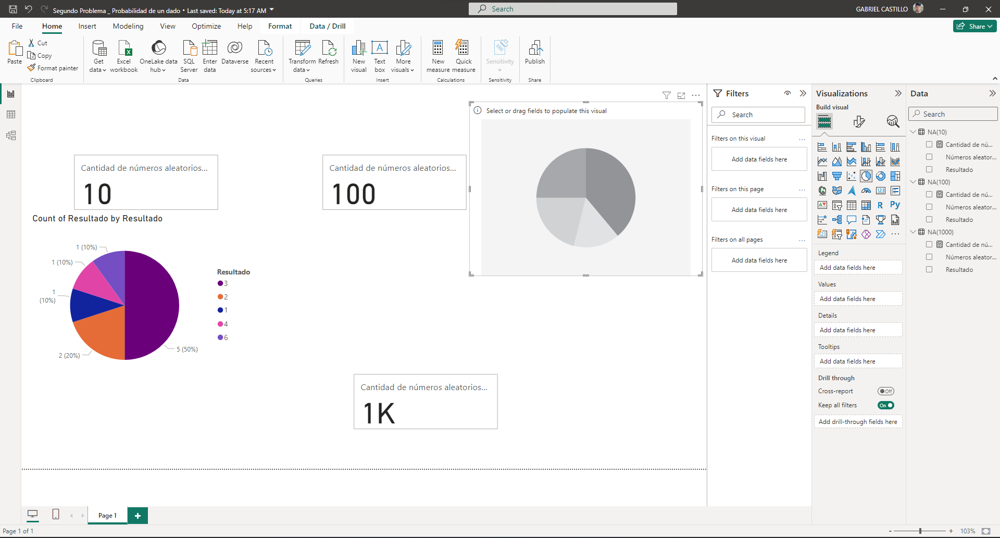 Segundo Problema _ Probabilidad de un dado • Last saved: Today at 5:17 AM
Search
GABRIEL CASTILLO
File
Home
Insert
Modeling
View
Optimize
Help
Format
Data / Drill
Share
Paste
Cut
Copy
Format painter
Clipboard
Get data
Excel workbook
OneLake data hub
SQL Server
Enter data
Dataverse
Recent sources
Data
Transform data
Refresh
Queries
New visual
Text box
More visuals
Insert
New measure
Quick measure
Calculations
Sensitivity
Sensitivity
Publish
Share
Select or drag fields to populate this visual
Cantidad de números aleatorios...
10
Cantidad de números aleatorios...
100
Count of Resultado by Resultado
1 (10%)
1 (10%)
1
(10%)
2 (20%)
5 (50%)
Resultado
3
2
1
4
6
Cantidad de números aleatorios...
1K
Filters
Search
Filters on this visual
...
Add data fields here
Filters on this page
...
Add data fields here
Filters on all pages
...
Add data fields here
Visualizations
Build visual
123
R
Py
123
...
Legend
Add data fields here
Values
Add data fields here
Details
Add data fields here
Tooltips
Add data fields here
Drill through
Cross-report
Off
Keep all filters
On
Add drill-through fields here
Data
Search
NA(10)
Cantidad de nú...
Números aleator...
Resultado
NA(100)
Cantidad de nú...
Números aleator...
Resultado
NA(1000)
Cantidad de nú...
Números aleator...
Resultado
Page 1
+
Page 1 of 1
- + 103%